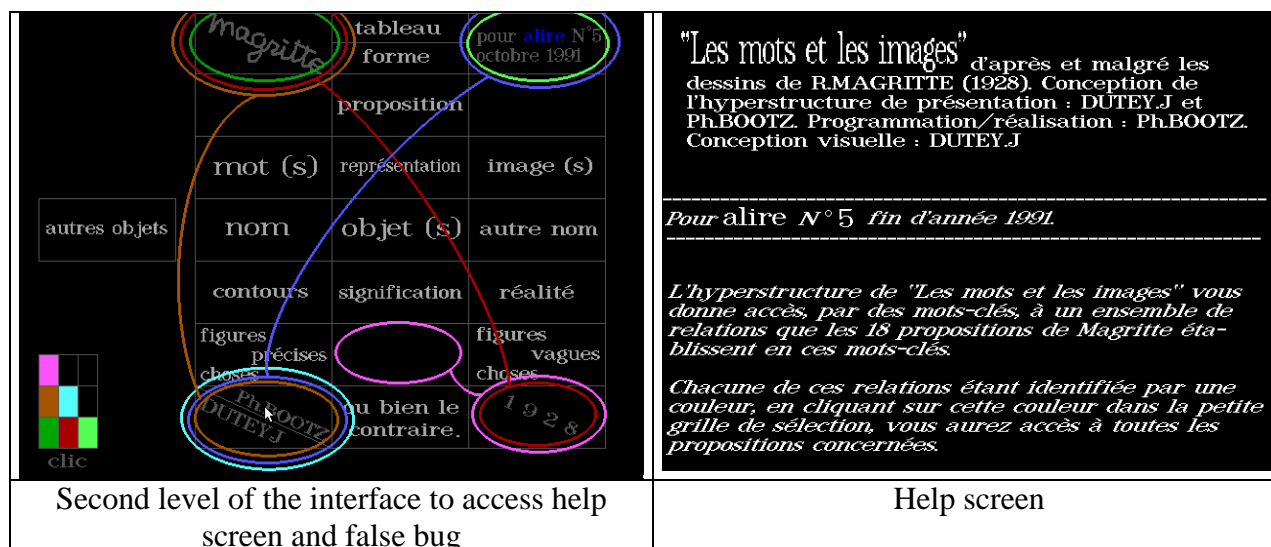 magritte
tableau
pour alire N°5
octobre 1991
forme
proposition
mot (s)
représentation
image (s)
autres objets
nom
objet (s)
autre nom
contours
signification
réalité
figures
précises
choses
figures
vagues
choses
Ph.BOOTZ
DUTEY.J
ou bien le
contraire.
1928
clic
"Les mots et les images" d'après et malgré les
dessins de R.MAGRITTE (1928). Conception de
l'hyperstructure de présentation : DUTEY.J et
Ph.BOOTZ. Programmation/réalisation : Ph.BOOTZ.
Conception visuelle : DUTEY.J
Pour alire N°5 fin d'année 1991.
L'hyperstructure de "Les mots et les images" vous
donne accès, par des mots-clés, à un ensemble de
relations que les 18 propositions de Magritte éta-
blissent en ces mots-clés.
Chacune de ces relations étant identifiée par une
couleur, en cliquant sur cette couleur dans la petite
grille de sélection, vous aurez accès à toutes les
propositions concernées.
Second level of the interface to access help
screen and false bug
Help screen